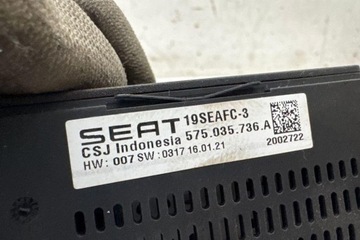 SEAT 19SEAFC-3
CSJ Indonesia 575.035.736.A
HW: 007 SW: 0317 16.01.21
2002722